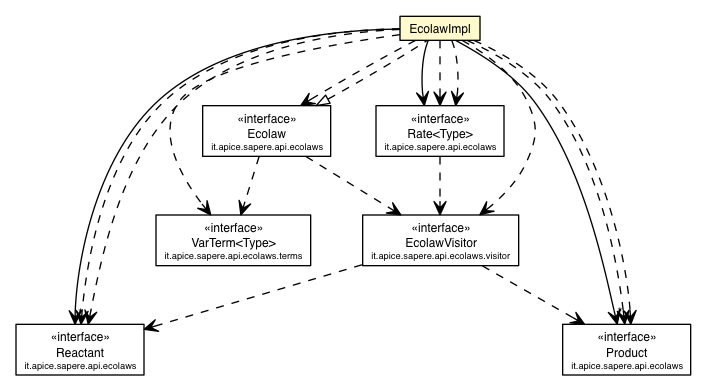 EcolawImpl
«interface»
Ecolaw
it.apice.sapere.api.ecolaws
«interface»
Rate<Type>
it.apice.sapere.api.ecolaws
«interface»
VarTerm<Type>
it.apice.sapere.api.ecolaws.terms
«interface»
EcolawVisitor
it.apice.sapere.api.ecolaws.visitor
«interface»
Reactant
it.apice.sapere.api.ecolaws
«interface»
Product
it.apice.sapere.api.ecolaws